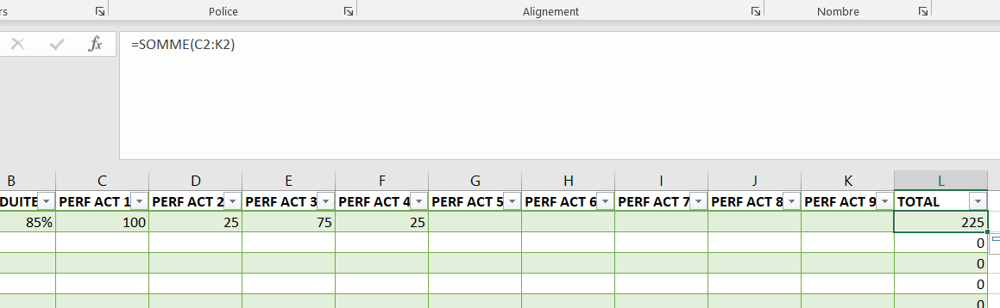 rs Police Alignement Nombre
fx =SOMME(C2:K2)
B C D E F G H I J K L
DUITE PERF ACT 1 PERF ACT 2 PERF ACT 3 PERF ACT 4 PERF ACT 5 PERF ACT 6 PERF ACT 7 PERF ACT 8 PERF ACT 9 TOTAL
85% 100 25 75 25 225
0
0
0
0